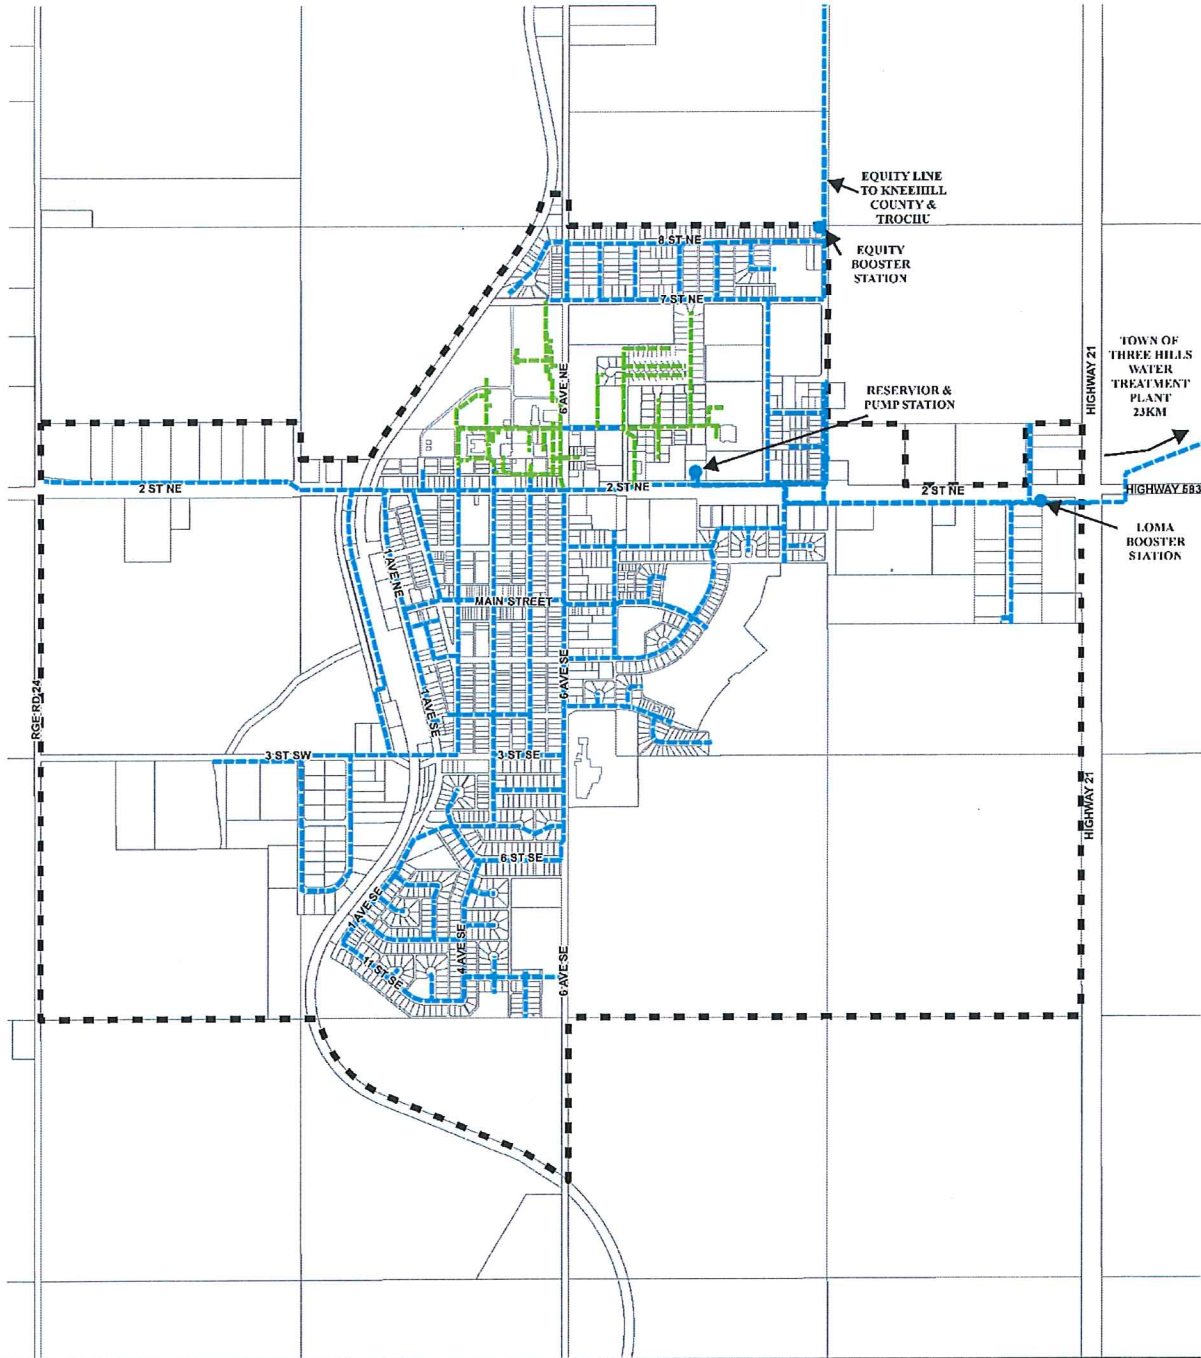 EQUITY LINE
TO KNEEHILL
COUNTY &
TROCHU
8 ST NE
EQUITY
BOOSTER
STATION
7 ST NE
HIGHWAY 21
TOWN OF
THREE HILLS
WATER
TREATMENT
PLANT
23KM
6 AVE NE
RESERVIOR &
PUMP STATION
2 ST NE
2 ST NE
2 ST NE
HIGHWAY 583
LOMA
BOOSTER
STATION
1 AVE NE
MAIN STREET
6 AVE SE
1 AVE SE
RGE RD 24
3 ST SW
3 ST SE
HIGHWAY 21
6 ST SE
1 AVE SE
4 AVE SE
11 ST SE
6 AVE SE